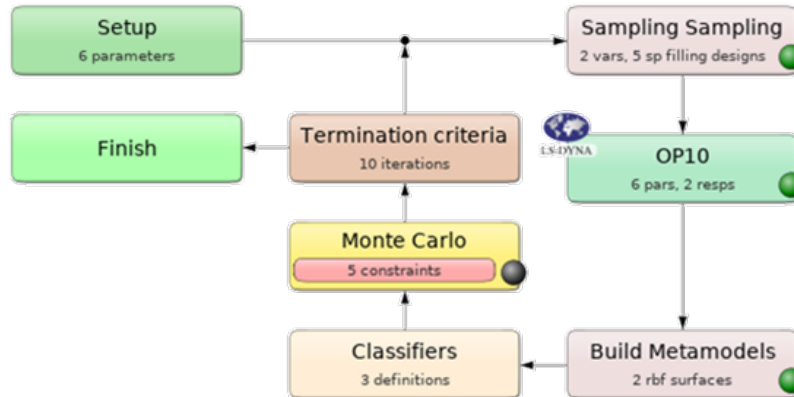 Setup
6 parameters
Sampling Sampling
2 vars, 5 sp filling designs
Finish
Termination criteria
10 iterations
LS-DYNA
OP10
6 pars, 2 resps
Monte Carlo
5 constraints
Classifiers
3 definitions
Build Metamodels
2 rbf surfaces